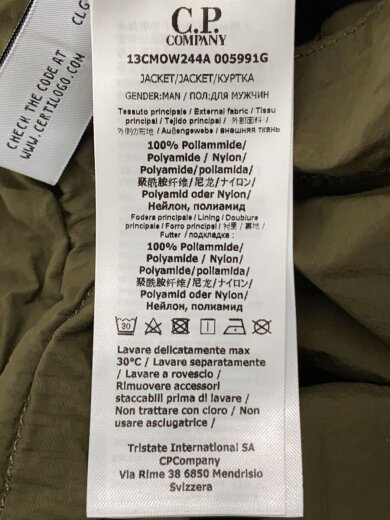 CHECK THE CODE AT
WWW.CERTILOGO.COM
CLG
C.P.
COMPANY
13CMOW244A 005991G
JACKET/JACKET/КУРТКА
GENDER:MAN / ПОЛ:ДЛЯ МУЖЧИН
Tessuto principale / External fabric / Tissu
principal / Tejido principal / 外部面料 /
外側の布地 / Außengewebe / внешняя ткань
100% Poliammide/
Polyamide / Nylon/
Polyamide/poliamida/
聚酰胺纤维/尼龙/ナイロン/
Polyamid oder Nylon/
Нейлон, полиамид
Fodera principale / Lining / Doublure
principale / Forro principal / 衬里 / 裏地 /
Futter / подкладка :
100% Poliammide/
Polyamide / Nylon/
Polyamide/poliamida/
聚酰胺纤维/尼龙/ナイロン/
Polyamid oder Nylon/
Нейлон, полиамид
30
Lavare delicatamente max
30°C / Lavare separatamente
/ Lavare a rovescio /
Rimuovere accessori
staccabili prima di lavare /
Non trattare con cloro / Non
usare asciugatrice /
Tristate International SA
CPCompany
Via Rime 38 6850 Mendrisio
Svizzera